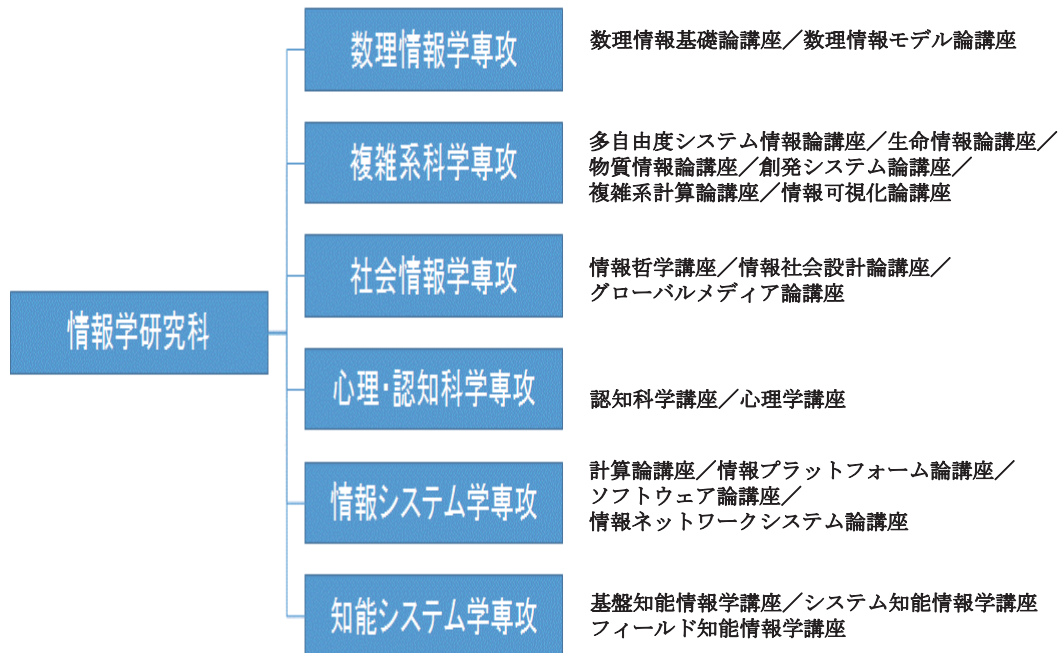 情報学研究科
数理情報学専攻
数理情報基礎論講座／数理情報モデル論講座
複雑系科学専攻
多自由度システム情報論講座／生命情報論講座／
物質情報論講座／創発システム論講座／
複雑系計算論講座／情報可視化論講座
社会情報学専攻
情報哲学講座／情報社会設計論講座／
グローバルメディア論講座
心理・認知科学専攻
認知科学講座／心理学講座
情報システム学専攻
計算論講座／情報プラットフォーム論講座／
ソフトウェア論講座／
情報ネットワークシステム論講座
知能システム学専攻
基盤知能情報学講座／システム知能情報学講座
フィールド知能情報学講座